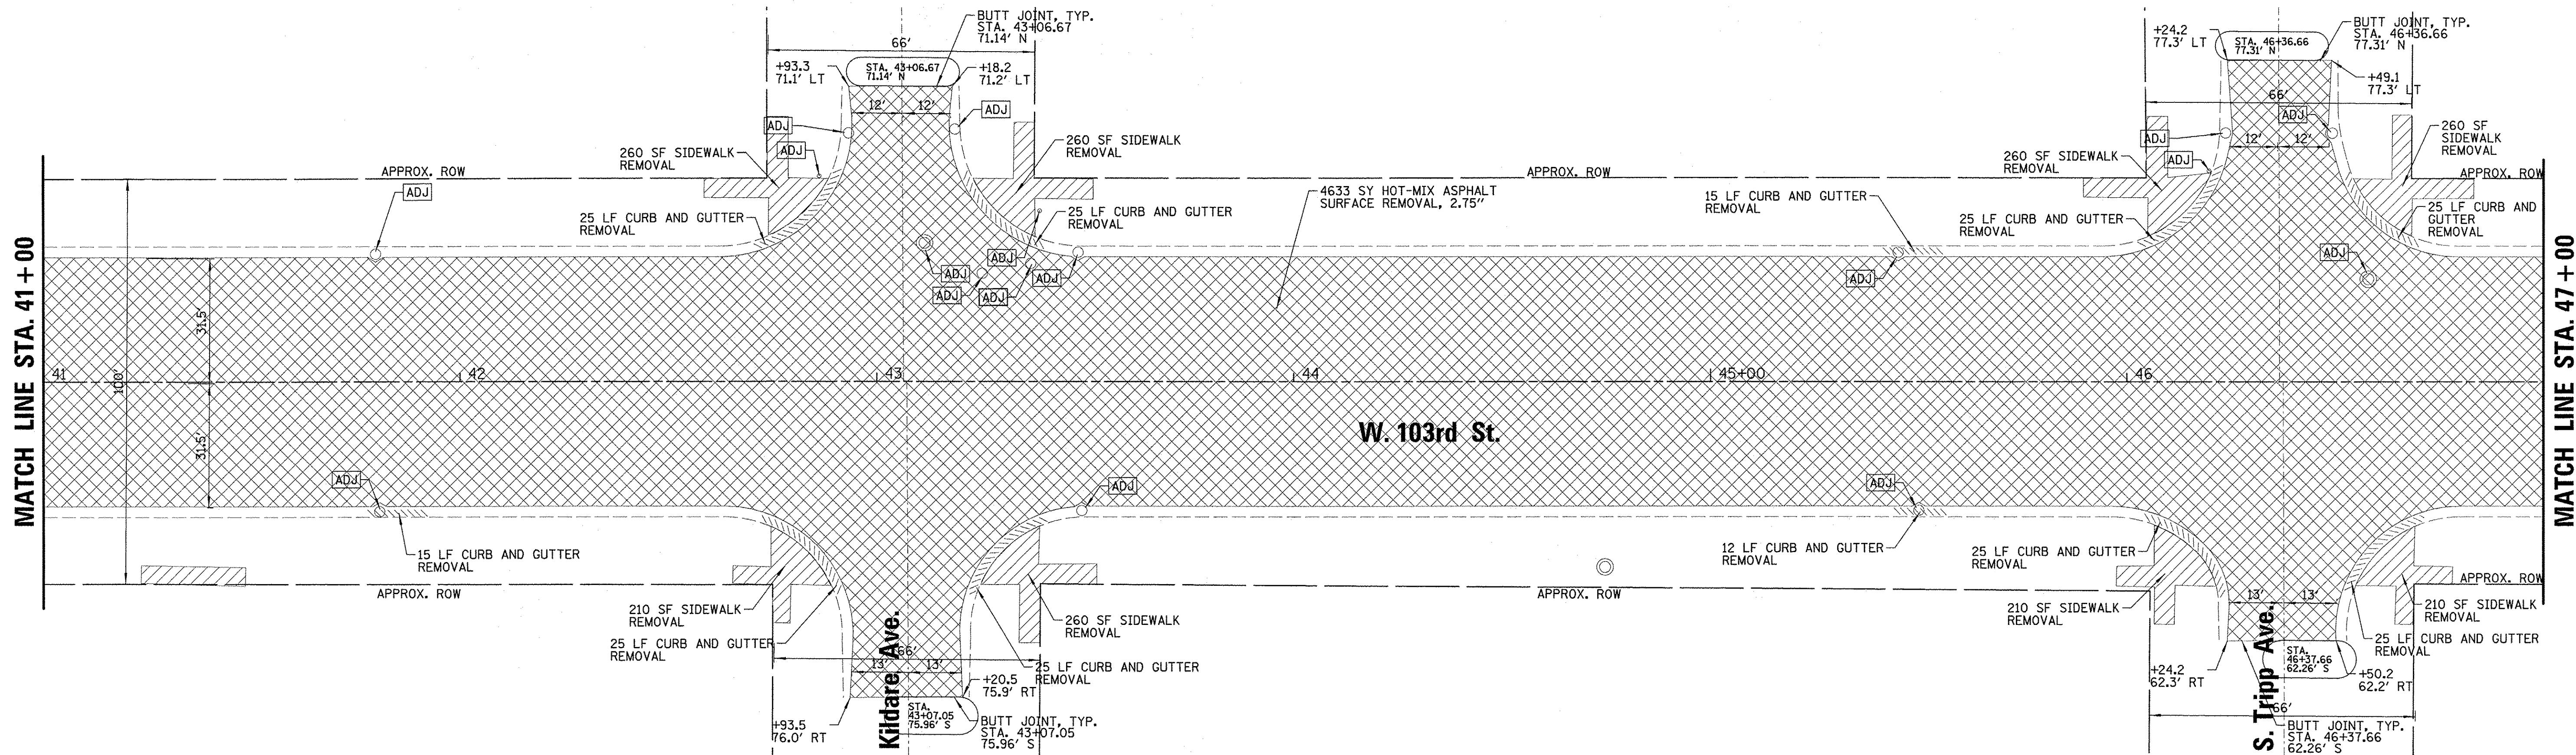 MATCH LINE STA. 41+00
66'
BUTT JOINT, TYP.
STA. 43+06.67
71.14' N
+93.3
71.1' LT
STA. 43+06.67
71.14' N
+18.2
71.2' LT
12'
12'
ADJ
ADJ
ADJ
260 SF SIDEWALK
REMOVAL
260 SF SIDEWALK
REMOVAL
APPROX. ROW
ADJ
25 LF CURB AND GUTTER
REMOVAL
25 LF CURB AND GUTTER
REMOVAL
ADJ
ADJ
ADJ
ADJ
ADJ
4633 SY HOT-MIX ASPHALT
SURFACE REMOVAL, 2.75"
APPROX. ROW
15 LF CURB AND GUTTER
REMOVAL
ADJ
+24.2
77.3' LT
STA. 46+36.66
77.31' N
BUTT JOINT, TYP.
STA. 46+36.66
77.31' N
+49.1
77.3' LT
66'
ADJ
ADJ
ADJ
12'
12'
260 SF SIDEWALK
REMOVAL
260 SF
SIDEWALK
REMOVAL
APPROX. ROW
25 LF CURB AND GUTTER
REMOVAL
25 LF CURB AND
GUTTER
REMOVAL
ADJ
31.5'
100'
31.5'
41
42
43
44
45+00
46
W. 103rd St.
MATCH LINE STA. 47+00
ADJ
15 LF CURB AND GUTTER
REMOVAL
APPROX. ROW
ADJ
210 SF SIDEWALK
REMOVAL
25 LF CURB AND GUTTER
REMOVAL
260 SF SIDEWALK
REMOVAL
25 LF CURB AND GUTTER
REMOVAL
66'
13'
13'
Kildare Ave.
+93.5
76.0' RT
STA.
43+07.05
75.96' S
+20.5
75.9' RT
BUTT JOINT, TYP.
STA. 43+07.05
75.96' S
ADJ
12 LF CURB AND GUTTER
REMOVAL
APPROX. ROW
25 LF CURB AND GUTTER
REMOVAL
210 SF SIDEWALK
REMOVAL
APPROX. ROW
210 SF SIDEWALK
REMOVAL
25 LF CURB AND GUTTER
REMOVAL
13'
13'
S. Tripp Ave.
+24.2
62.3' RT
STA.
46+37.66
62.26' S
+50.2
62.2' RT
66'
BUTT JOINT, TYP.
STA. 46+37.66
62.26' S